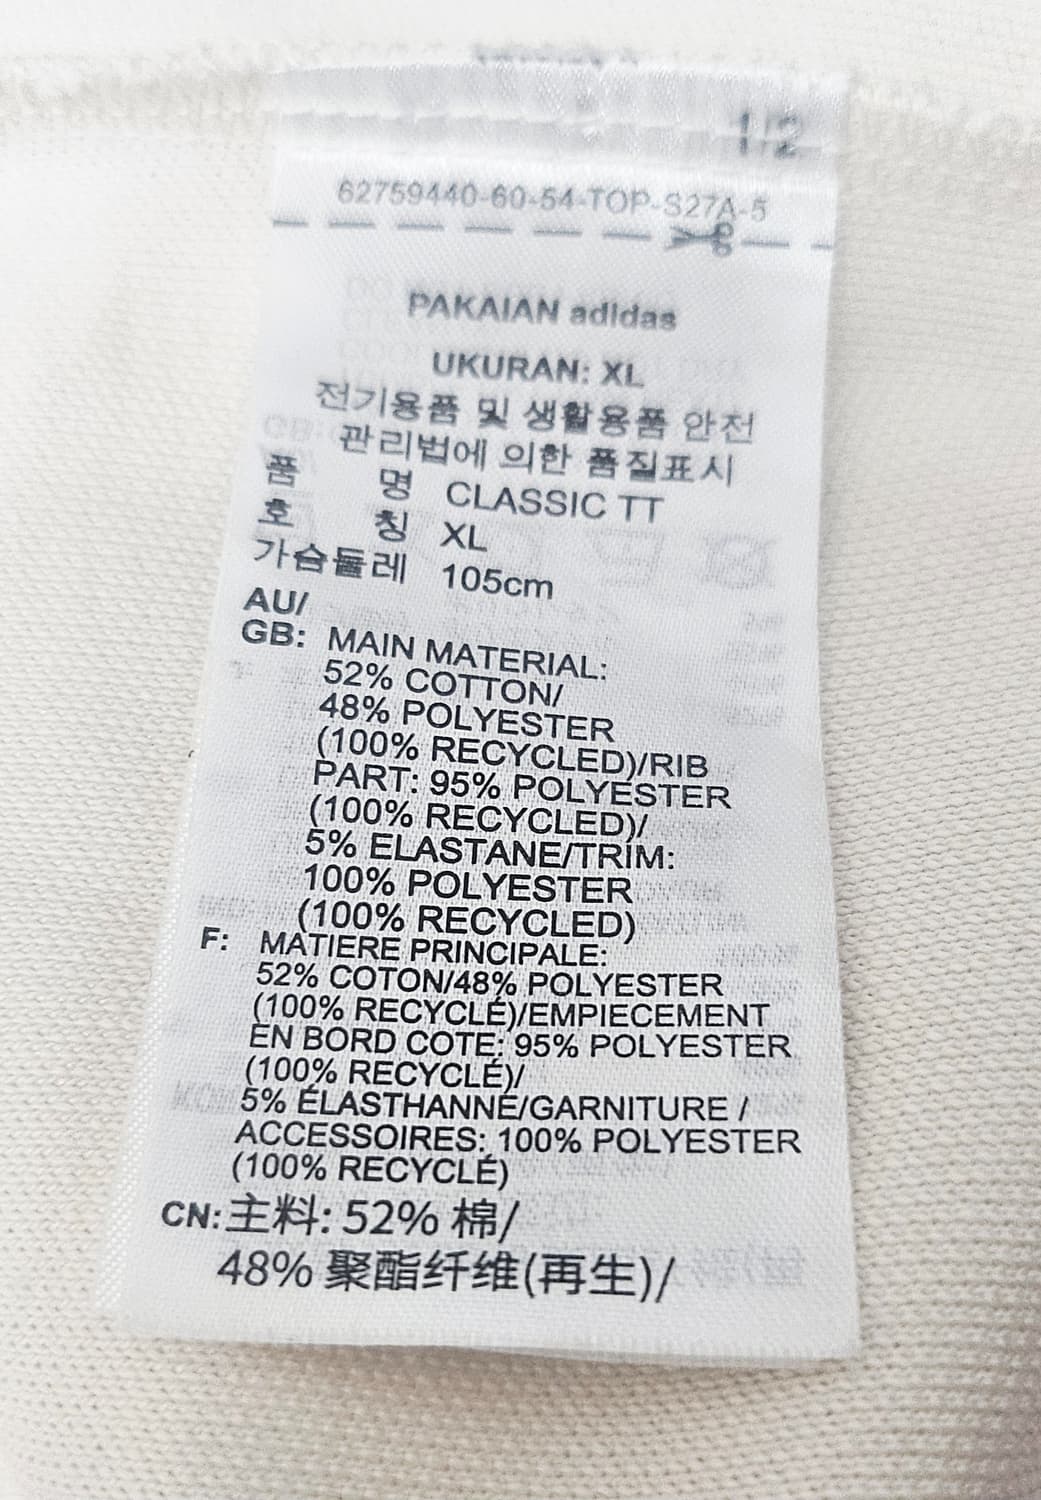 1/2
62759440-60-54-TOP-S27A-5
PAKAIAN adidas
UKURAN: XL
전기용품 및 생활용품 안전
관리법에 의한 품질표시
품 명 CLASSIC TT
호 칭 XL
가슴둘레 105cm
AU/
GB: MAIN MATERIAL:
52% COTTON/
48% POLYESTER
(100% RECYCLED)/RIB
PART: 95% POLYESTER
(100% RECYCLED)/
5% ELASTANE/TRIM:
100% POLYESTER
(100% RECYCLED)
F: MATIERE PRINCIPALE:
52% COTON/48% POLYESTER
(100% RECYCLÉ)/EMPIECEMENT
EN BORD COTE: 95% POLYESTER
(100% RECYCLÉ)/
5% ÉLASTHANNE/GARNITURE /
ACCESSOIRES: 100% POLYESTER
(100% RECYCLÉ)
CN: 主料: 52% 棉/
48% 聚酯纤维(再生)/